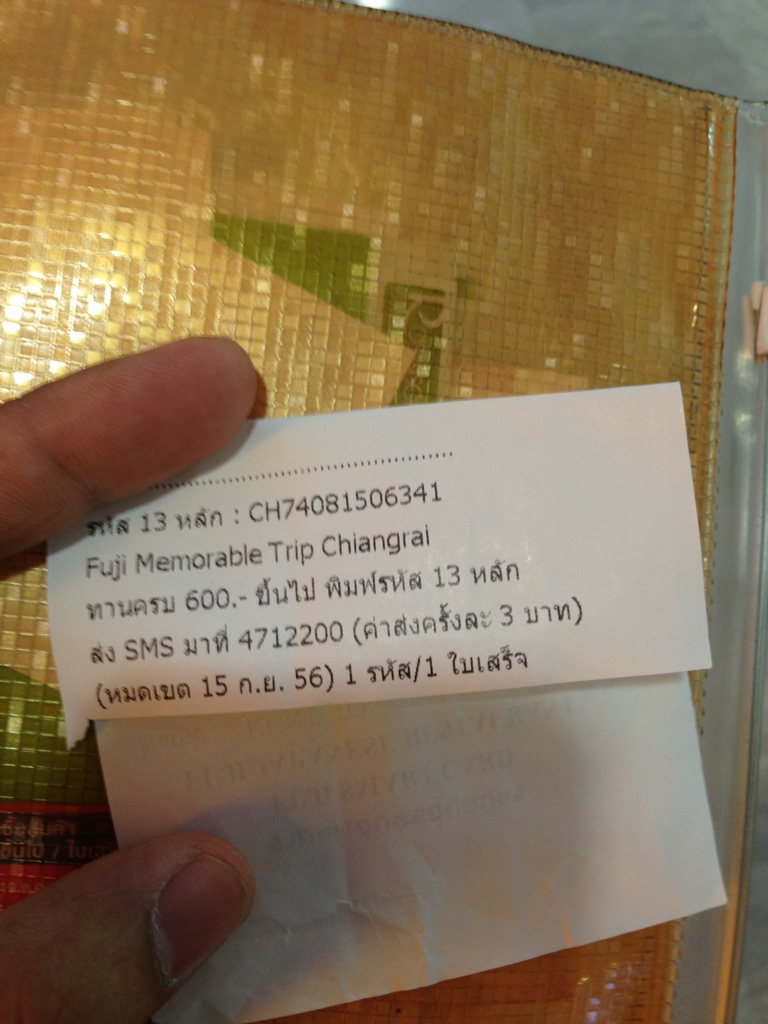 รหัส 13 หลัก : CH74081506341
Fuji Memorable Trip Chiangrai
ทานครบ 600.- ขึ้นไป พิมพ์รหัส 13 หลัก
ส่ง SMS มาที่ 4712200 (ค่าส่งครั้งละ 3 บาท)
(หมดเขต 15 ก.ย. 56) 1 รหัส/1 ใบเสร็จ